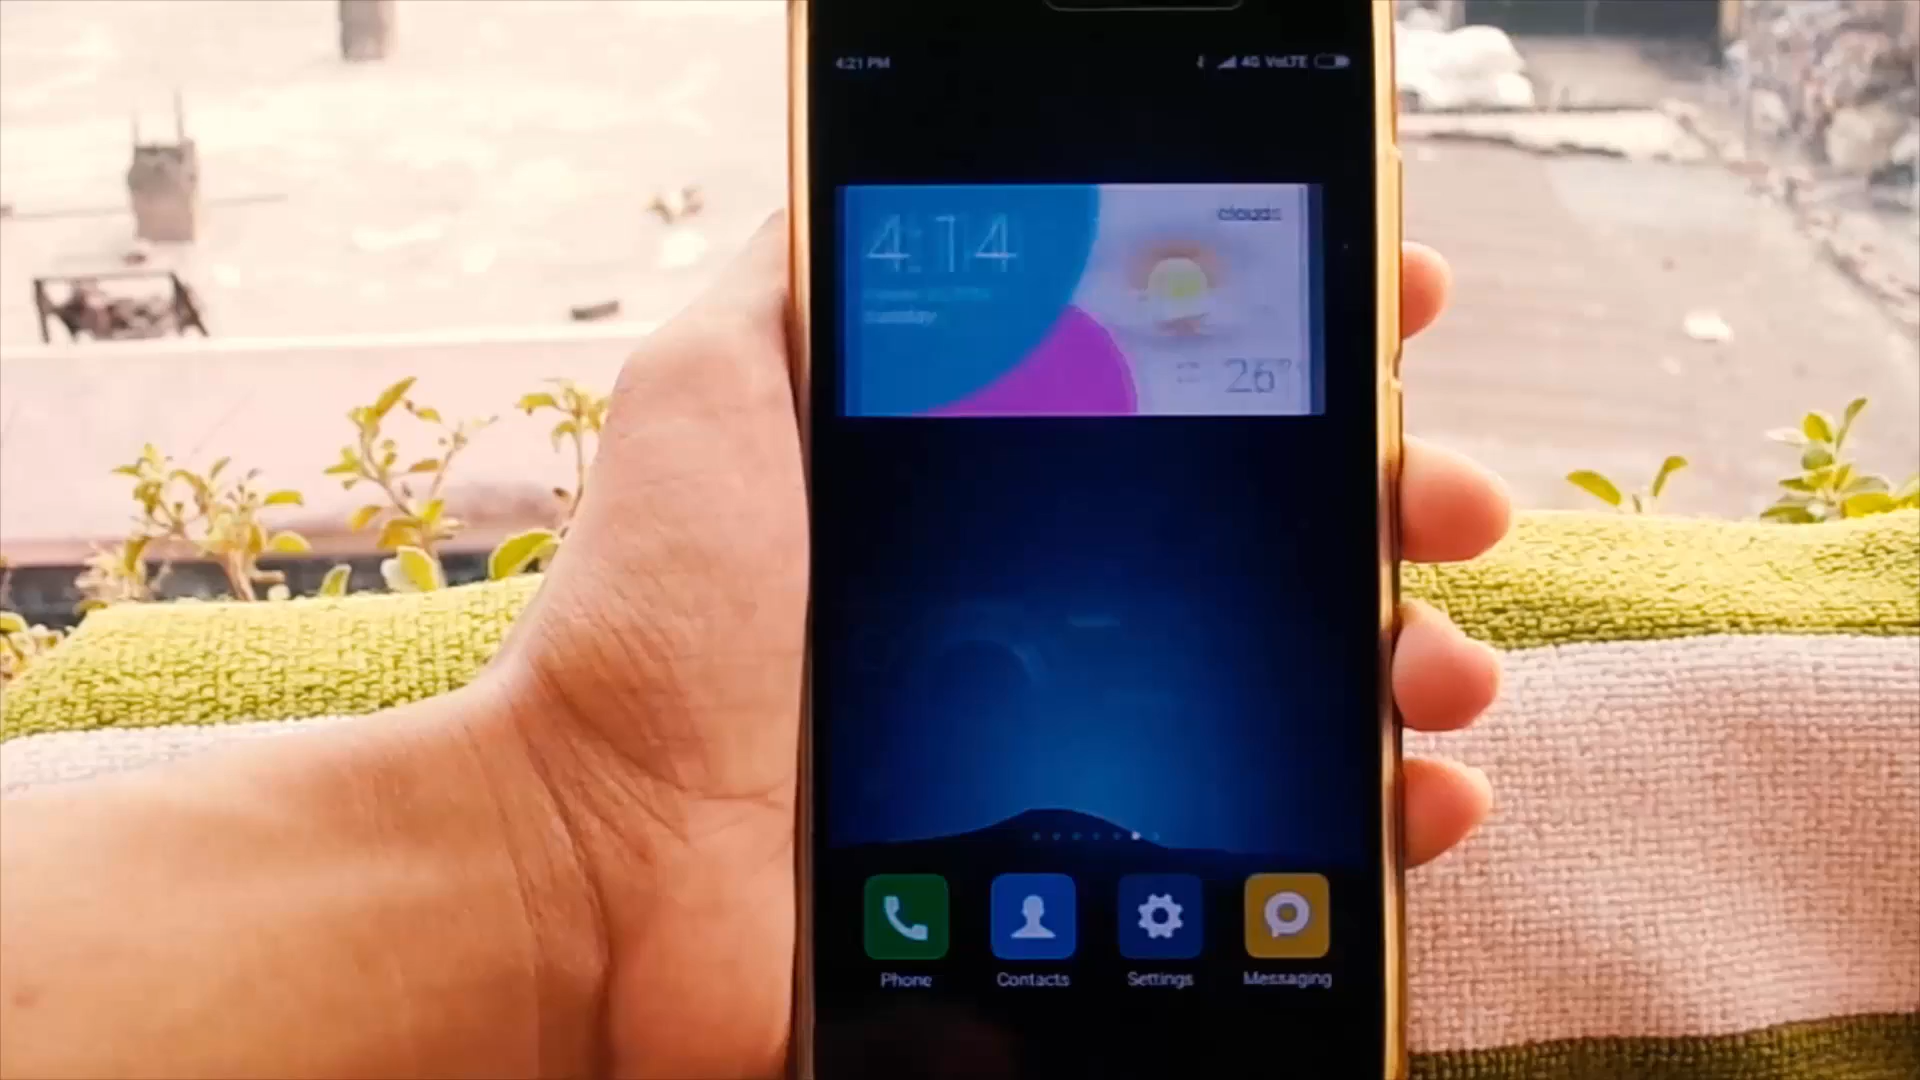 4:21 PM
4G VoLTE
4:14
clouds
26°
Phone
Contacts
Settings
Messaging